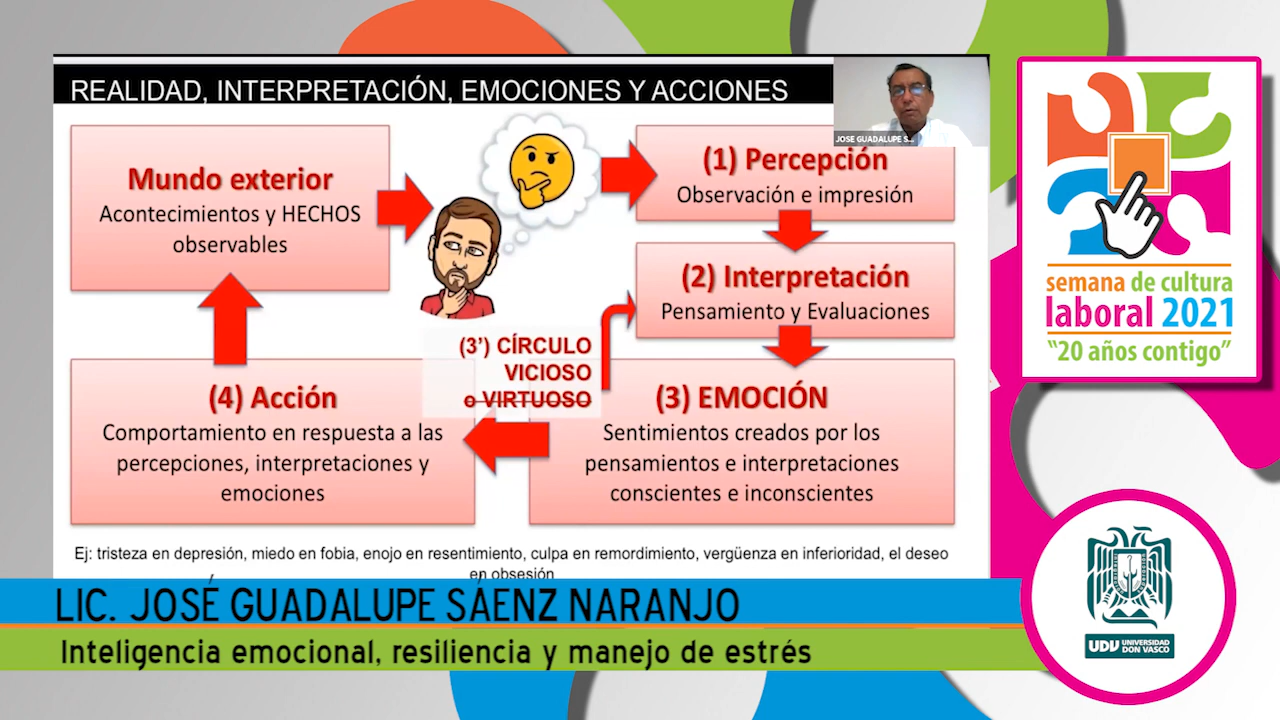 REALIDAD, INTERPRETACIÓN, EMOCIONES Y ACCIONES
JOSE GUADALUPE S...
Mundo exterior
Acontecimientos y HECHOS
observables
(1) Percepción
Observación e impresión
(2) Interpretación
Pensamiento y Evaluaciones
(3’) CÍRCULO
VICIOSO
o VIRTUOSO
(3) EMOCIÓN
Sentimientos creados por los
pensamientos e interpretaciones
conscientes e inconscientes
(4) Acción
Comportamiento en respuesta a las
percepciones, interpretaciones y
emociones
Ej: tristeza en depresión, miedo en fobia, enojo en resentimiento, culpa en remordimiento, vergüenza en inferioridad, el deseo
en obsesión
LIC. JOSÉ GUADALUPE SÁENZ NARANJO
Inteligencia emocional, resiliencia y manejo de estrés
semana de cultura
laboral 2021
“20 años contigo”
UDV UNIVERSIDAD
DON VASCO